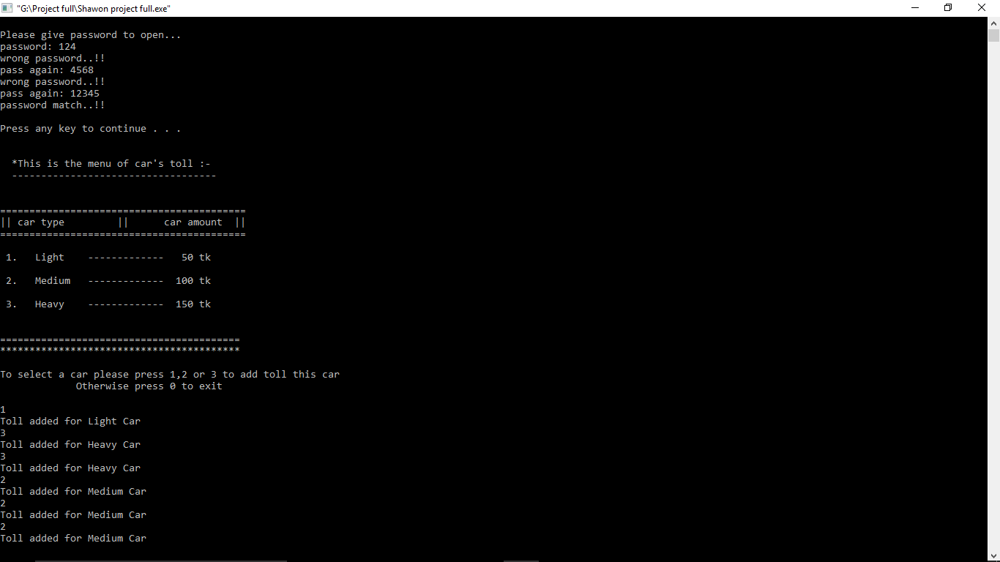 "G:\Project full\Shawon project full.exe"
Please give password to open...
password: 124
wrong password..!!
pass again: 4568
wrong password..!!
pass again: 12345
password match..!!
Press any key to continue . . .
*This is the menu of car's toll :-
-----------------------------------
==========================================
|| car type         ||      car amount  ||
==========================================
1.   Light    -------------   50 tk
2.   Medium   -------------  100 tk
3.   Heavy    -------------  150 tk
=========================================
*****************************************
To select a car please press 1,2 or 3 to add toll this car
Otherwise press 0 to exit
1
Toll added for Light Car
3
Toll added for Heavy Car
3
Toll added for Heavy Car
2
Toll added for Medium Car
2
Toll added for Medium Car
2
Toll added for Medium Car